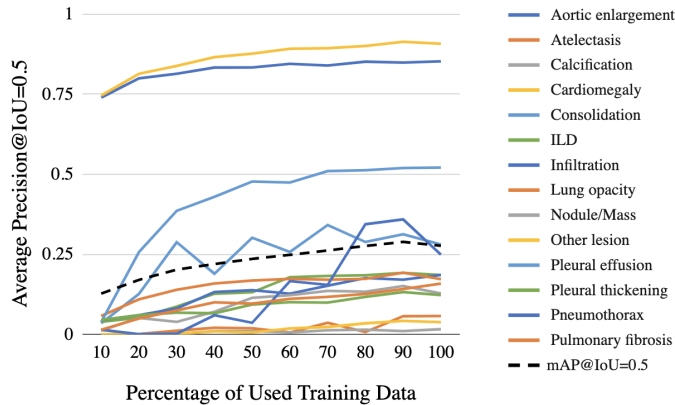 1
0.75
0.5
0.25
0
Average Precision@IoU=0.5
10 20 30 40 50 60 70 80 90 100
Percentage of Used Training Data
Aortic enlargement
Atelectasis
Calcification
Cardiomegaly
Consolidation
ILD
Infiltration
Lung opacity
Nodule/Mass
Other lesion
Pleural effusion
Pleural thickening
Pneumothorax
Pulmonary fibrosis
mAP@IoU=0.5